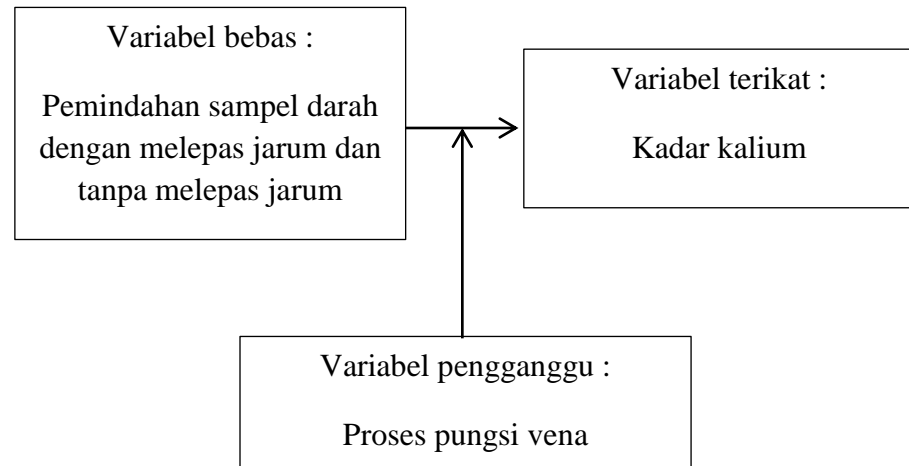 Variabel bebas :
Pemindahan sampel darah
dengan melepas jarum dan
tanpa melepas jarum
Variabel terikat :
Kadar kalium
Variabel pengganggu :
Proses pungsi vena